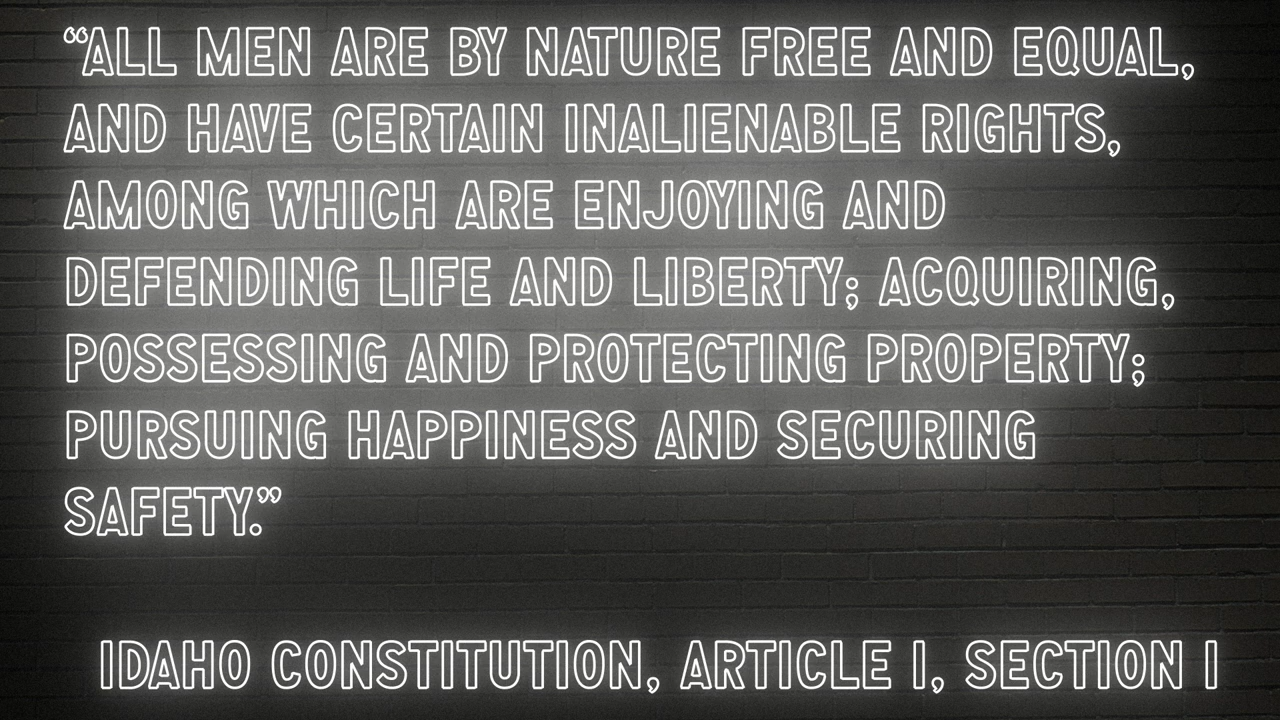 “ALL MEN ARE BY NATURE FREE AND EQUAL,
AND HAVE CERTAIN INALIENABLE RIGHTS,
AMONG WHICH ARE ENJOYING AND
DEFENDING LIFE AND LIBERTY; ACQUIRING,
POSSESSING AND PROTECTING PROPERTY;
PURSUING HAPPINESS AND SECURING
SAFETY.”
IDAHO CONSTITUTION, ARTICLE I, SECTION I